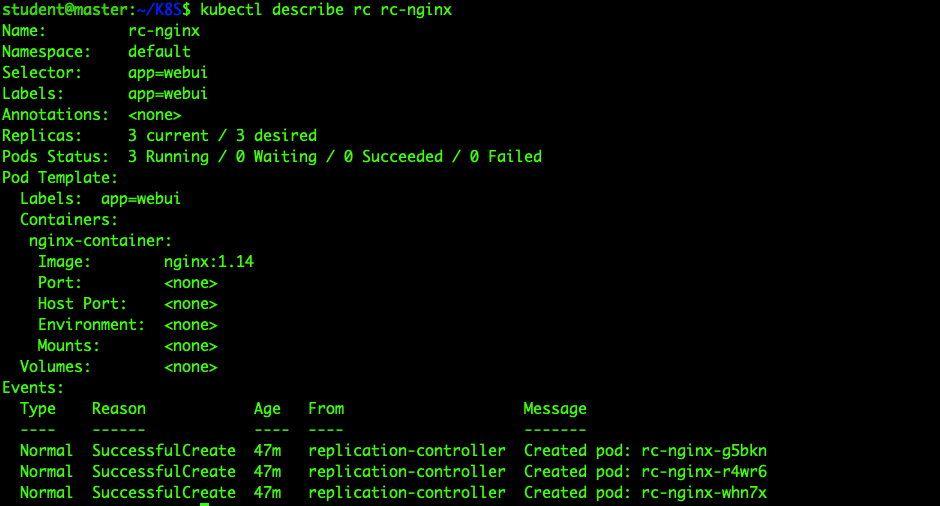 student@master:~/K8S$ kubectl describe rc rc-nginx
Name:         rc-nginx
Namespace:    default
Selector:     app=webui
Labels:       app=webui
Annotations:  <none>
Replicas:     3 current / 3 desired
Pods Status:  3 Running / 0 Waiting / 0 Succeeded / 0 Failed
Pod Template:
  Labels:  app=webui
  Containers:
   nginx-container:
    Image:        nginx:1.14
    Port:         <none>
    Host Port:    <none>
    Environment:  <none>
    Mounts:       <none>
  Volumes:        <none>
Events:
  Type    Reason            Age   From                    Message
  ----    ------            ----  ----                    -------
  Normal  SuccessfulCreate  47m   replication-controller  Created pod: rc-nginx-g5bkn
  Normal  SuccessfulCreate  47m   replication-controller  Created pod: rc-nginx-r4wr6
  Normal  SuccessfulCreate  47m   replication-controller  Created pod: rc-nginx-whn7x